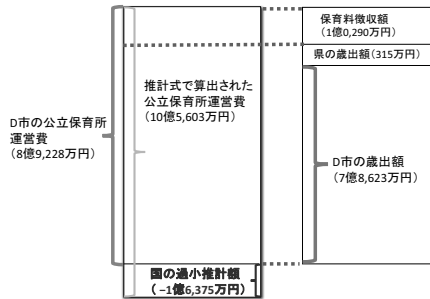 D市の公立保育所
運営費
(8億9,228万円)
推計式で算出された
公立保育所運営費
(10億5,603万円)
国の過小推計額
(−1億6,375万円)
保育料徴収額
(1億0,290万円)
県の歳出額(315万円)
D市の歳出額
(7億8,623万円)